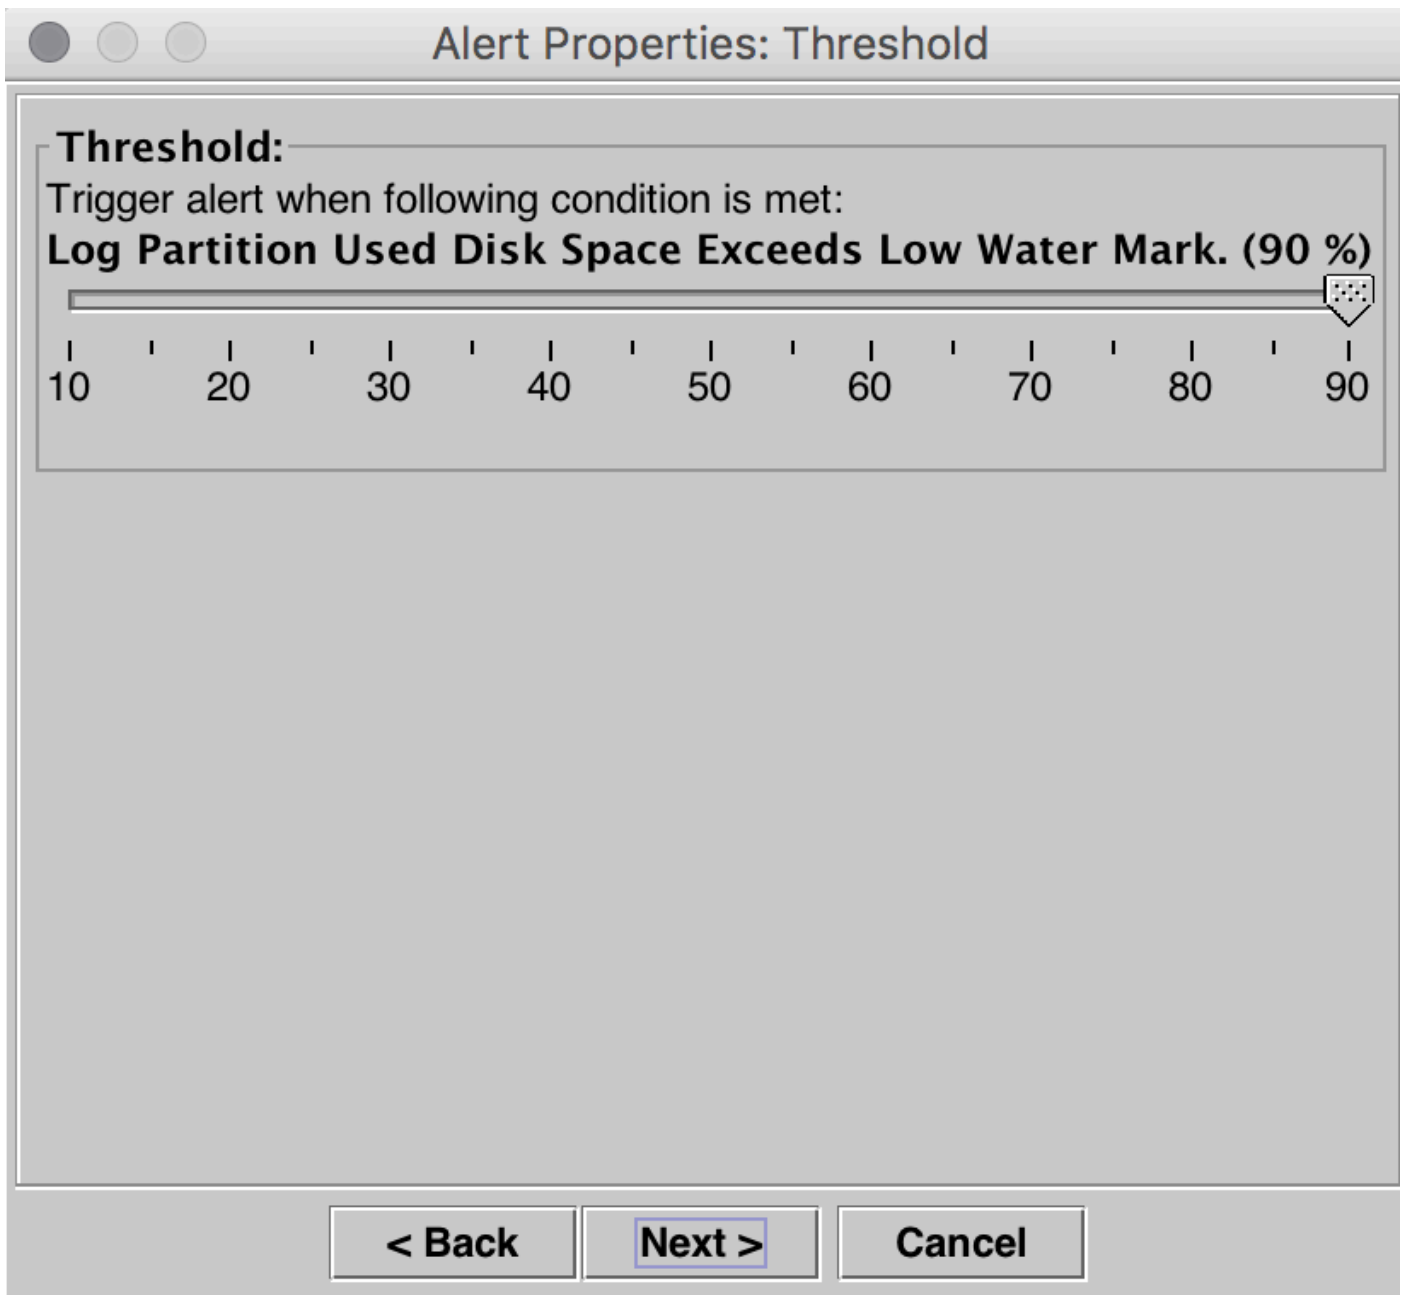 Alert Properties: Threshold
Threshold:
Trigger alert when following condition is met:
Log Partition Used Disk Space Exceeds Low Water Mark. (90 %)
10 20 30 40 50 60 70 80 90
< Back Next > Cancel